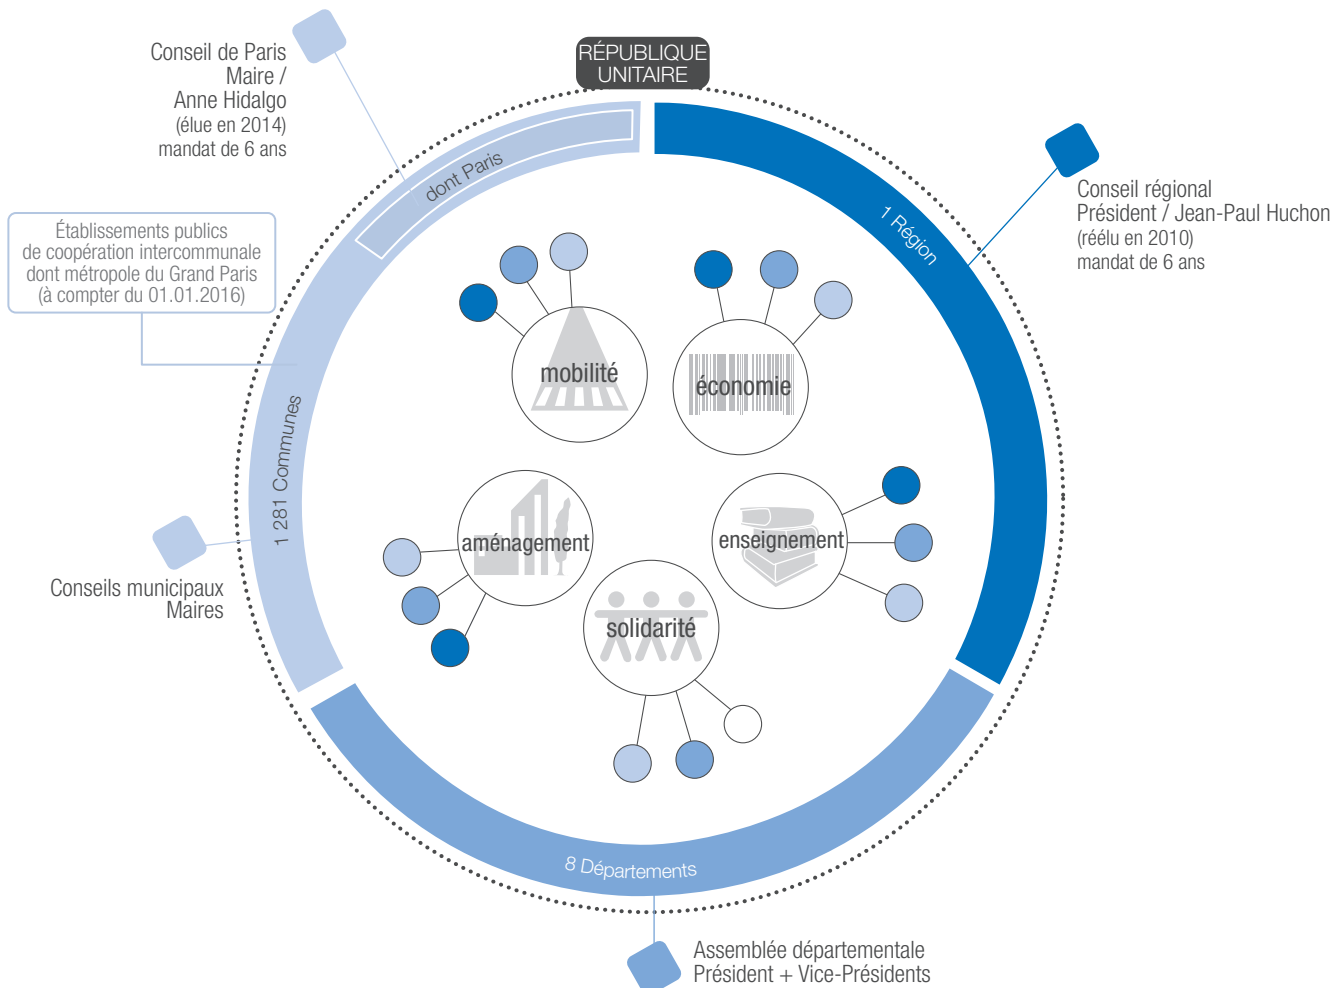 RÉPUBLIQUE
UNITAIRE
Conseil de Paris
Maire /
Anne Hidalgo
(élue en 2014)
mandat de 6 ans
dont Paris
1 Région
Conseil régional
Président / Jean-Paul Huchon
(réélu en 2010)
mandat de 6 ans
Établissements publics
de coopération intercommunale
dont métropole du Grand Paris
(à compter du 01.01.2016)
mobilité
économie
1 281 Communes
aménagement
enseignement
solidarité
Conseils municipaux
Maires
8 Départements
Assemblée départementale
Président + Vice-Présidents